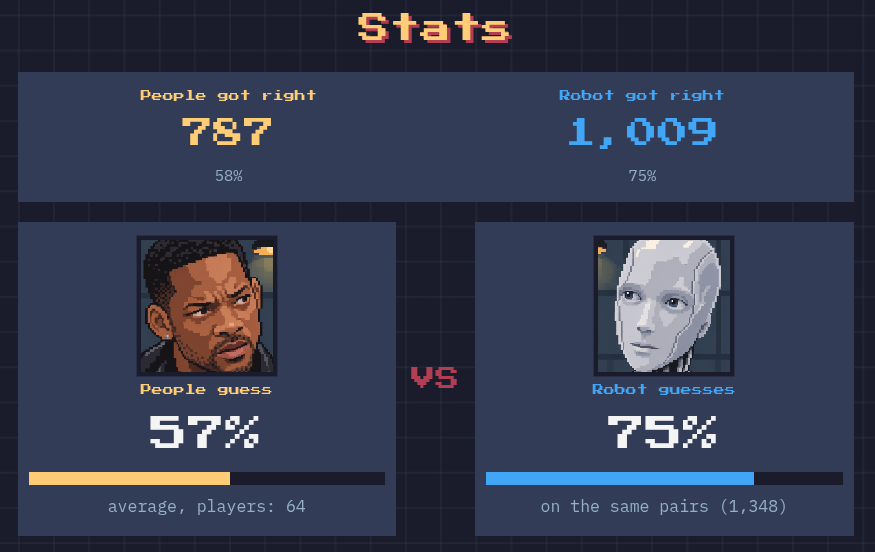 Stats
People got right
787
58%
Robot got right
1,009
75%
People guess
57%
average, players: 64
VS
Robot guesses
75%
on the same pairs (1,348)